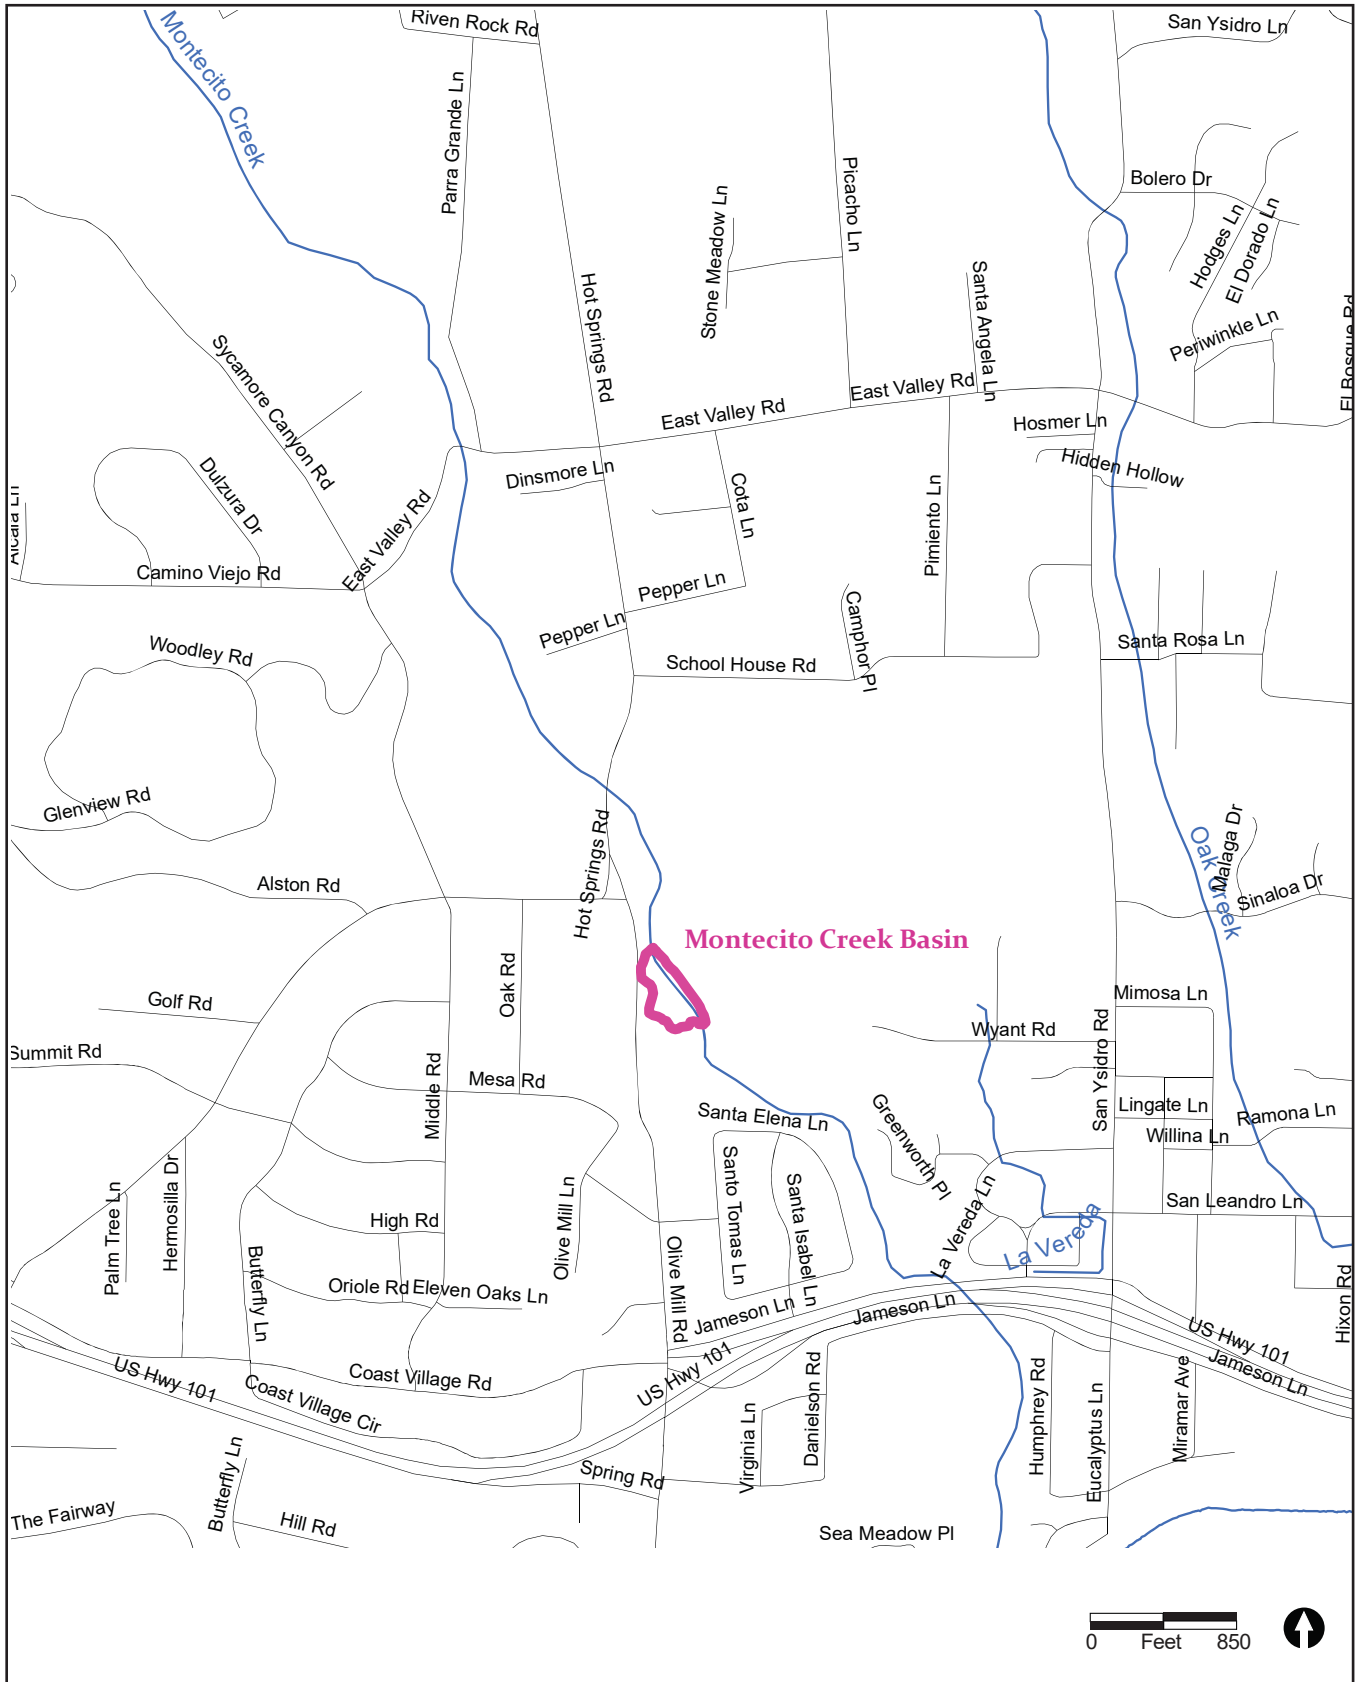 Riven Rock Rd
San Ysidro Ln
Montecito Creek
Parra Grande Ln
Picacho Ln
Bolero Dr
Stone Meadow Ln
Hodges Ln
El Dorado Ln
Hot Springs Rd
Santa Angela Ln
Periwinkle Ln
El Bosque Rd
Sycamore Canyon Rd
East Valley Rd
East Valley Rd
Hosmer Ln
Hidden Hollow
Dinsmore Ln
Dulzura Dr
Cota Ln
Pimiento Ln
Alcala Ln
East Valley Rd
Camino Viejo Rd
Pepper Ln
Pepper Ln
Camphor Pl
Woodley Rd
School House Rd
Santa Rosa Ln
Glenview Rd
Hot Springs Rd
Malaga Dr
Oak Creek
Alston Rd
Sinaloa Dr
Montecito Creek Basin
Oak Rd
Golf Rd
Mimosa Ln
Wyant Rd
San Ysidro Rd
Summit Rd
Middle Rd
Mesa Rd
Santa Elena Ln
Greenworth Pl
Lingate Ln
Ramona Ln
Willina Ln
Palm Tree Ln
Hermosilla Dr
Olive Mill Ln
Santo Tomas Ln
Santa Isabel Ln
La Vereda Ln
San Leandro Ln
High Rd
La Vereda
Butterfly Ln
Oriole Rd
Eleven Oaks Ln
Olive Mill Rd
Jameson Ln
Jameson Ln
Hixon Rd
US Hwy 101
US Hwy 101
US Hwy 101
Jameson Ln
Coast Village Rd
Coast Village Cir
Danielson Rd
Humphrey Rd
Miramar Ave
Eucalyptus Ln
Virginia Ln
Butterfly Ln
Spring Rd
The Fairway
Hill Rd
Sea Meadow Pl
0 Feet 850